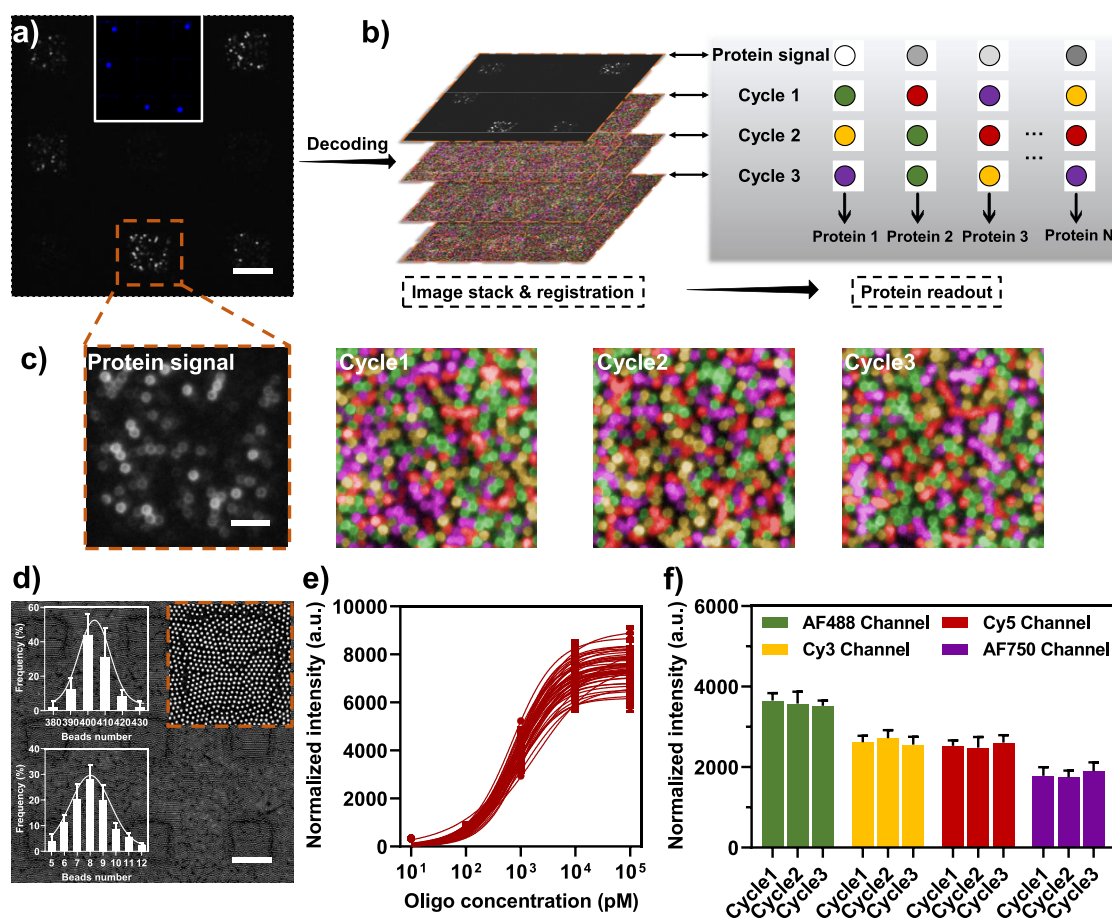 a)
b)
Decoding
Protein signal
Cycle 1
Cycle 2
Cycle 3
...
...
Protein 1 Protein 2 Protein 3 Protein N
Image stack & registration
Protein readout
c)
Protein signal
Cycle1
Cycle2
Cycle3
d)
Frequency (%)
60
40
20
0
380 390 400 410 420 430
Beads number
Frequency (%)
40
30
20
10
0
5 6 7 8 9 10 11 12
Beads number
e)
Normalized intensity (a.u.)
10000
8000
6000
4000
2000
0
10¹ 10² 10³ 10⁴ 10⁵
Oligo concentration (pM)
f)
Normalized intensity (a.u.)
6000
4000
2000
0
AF488 Channel
Cy5 Channel
Cy3 Channel
AF750 Channel
Cycle1 Cycle2 Cycle3 Cycle1 Cycle2 Cycle3 Cycle1 Cycle2 Cycle3 Cycle1 Cycle2 Cycle3